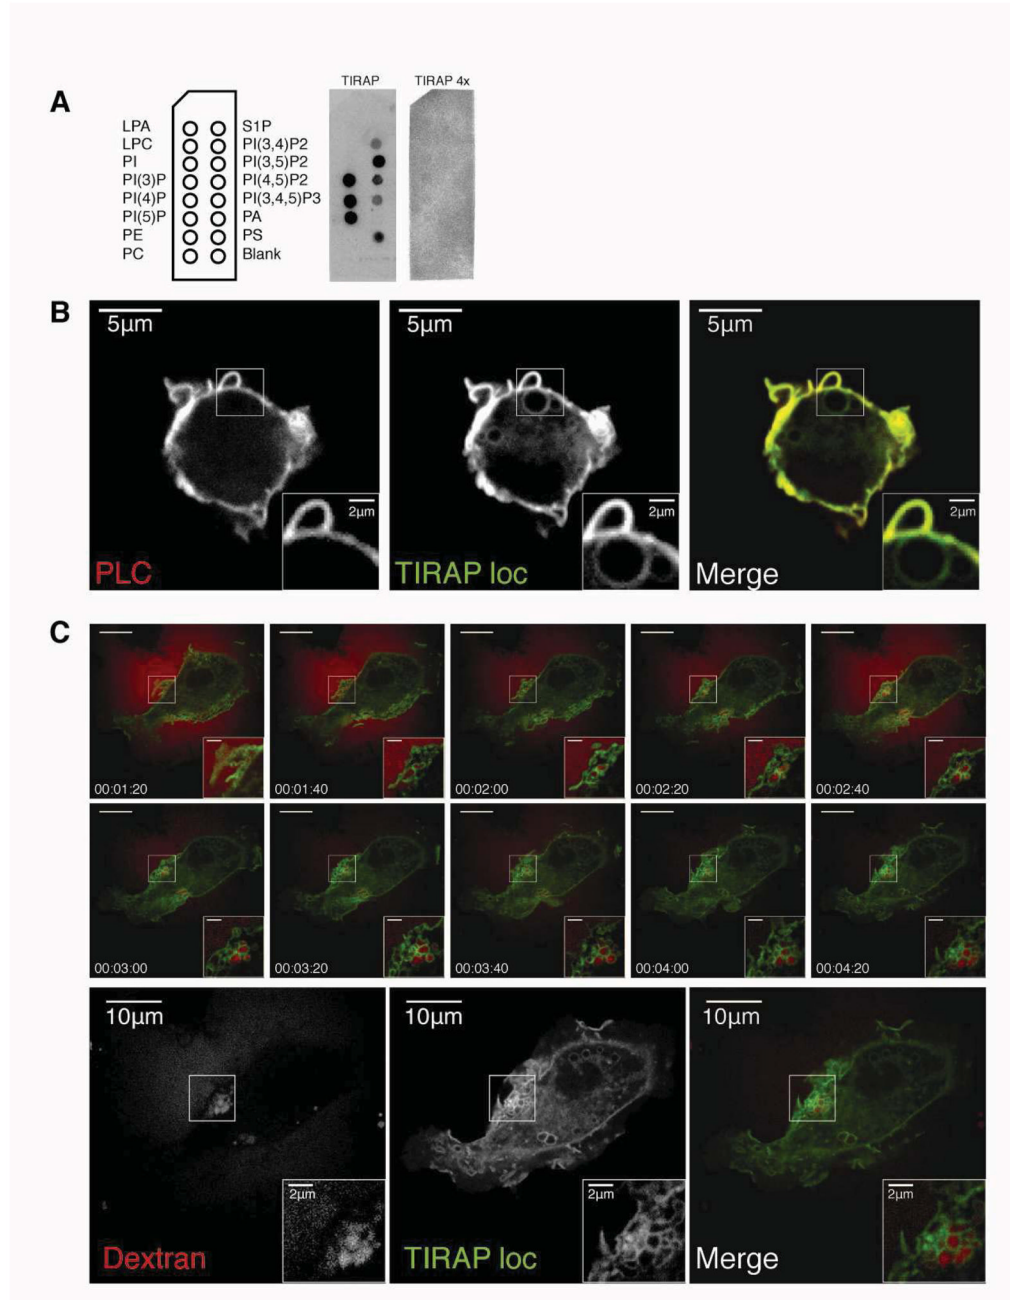 A
TIRAP
TIRAP 4x
LPA
S1P
LPC
PI(3,4)P2
PI
PI(3,5)P2
PI(3)P
PI(4,5)P2
PI(4)P
PI(3,4,5)P3
PI(5)P
PA
PE
PS
PC
Blank
B
5µm
2µm
PLC
5µm
2µm
TIRAP loc
5µm
2µm
Merge
C
00:01:20
00:01:40
00:02:00
00:02:20
00:02:40
00:03:00
00:03:20
00:03:40
00:04:00
00:04:20
10µm
2µm
Dextran
10µm
2µm
TIRAP loc
10µm
2µm
Merge